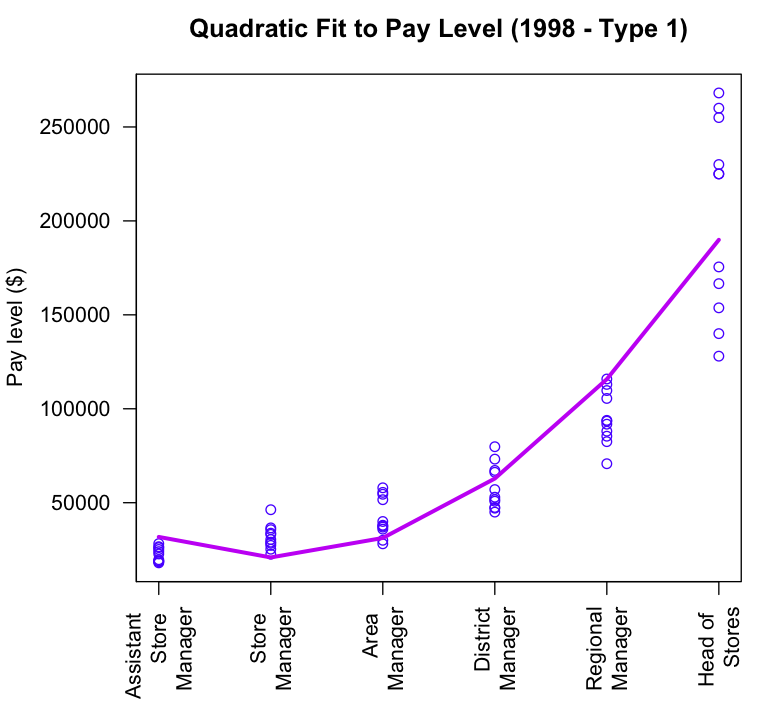 Quadratic Fit to Pay Level (1998 - Type 1)
Pay level ($)
250000
200000
150000
100000
50000
Assistant
Store
Manager
Store
Manager
Area
Manager
District
Manager
Regional
Manager
Head of
Stores